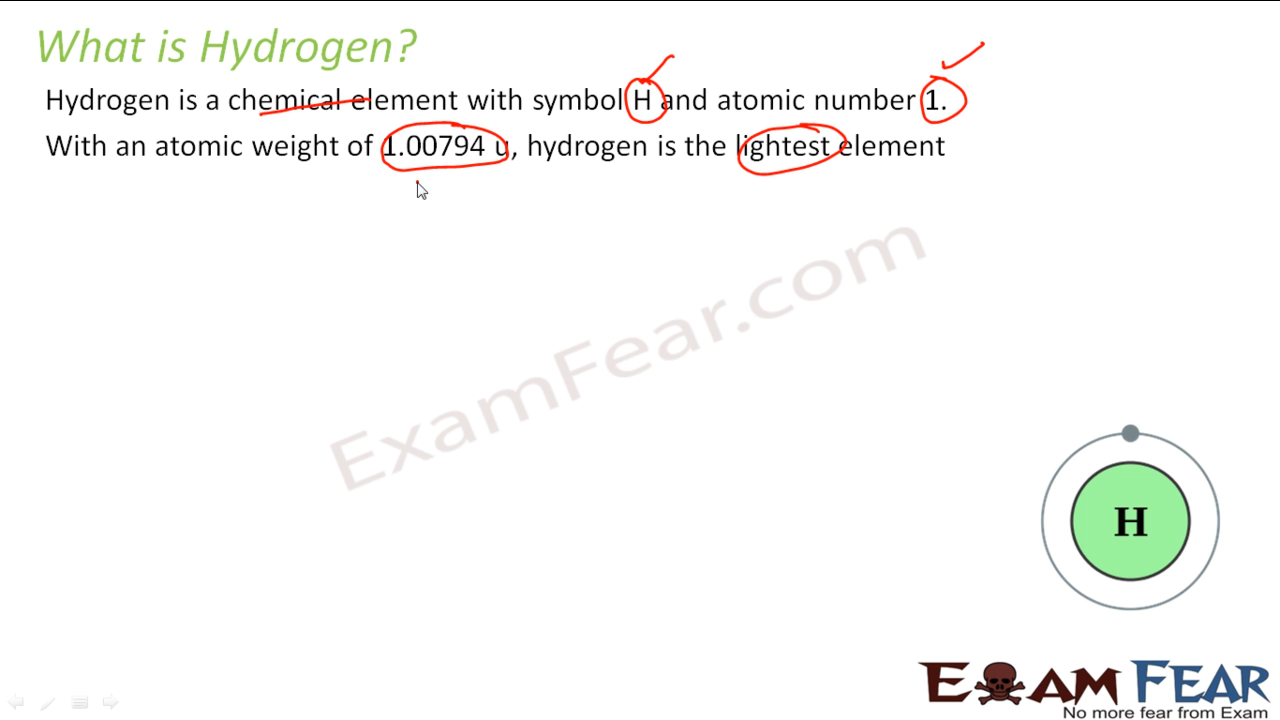 What is Hydrogen?
Hydrogen is a chemical element with symbol H and atomic number 1.
With an atomic weight of 1.00794 u, hydrogen is the lightest element
ExamFear.com
H
EXAM FEAR
No more fear from Exam